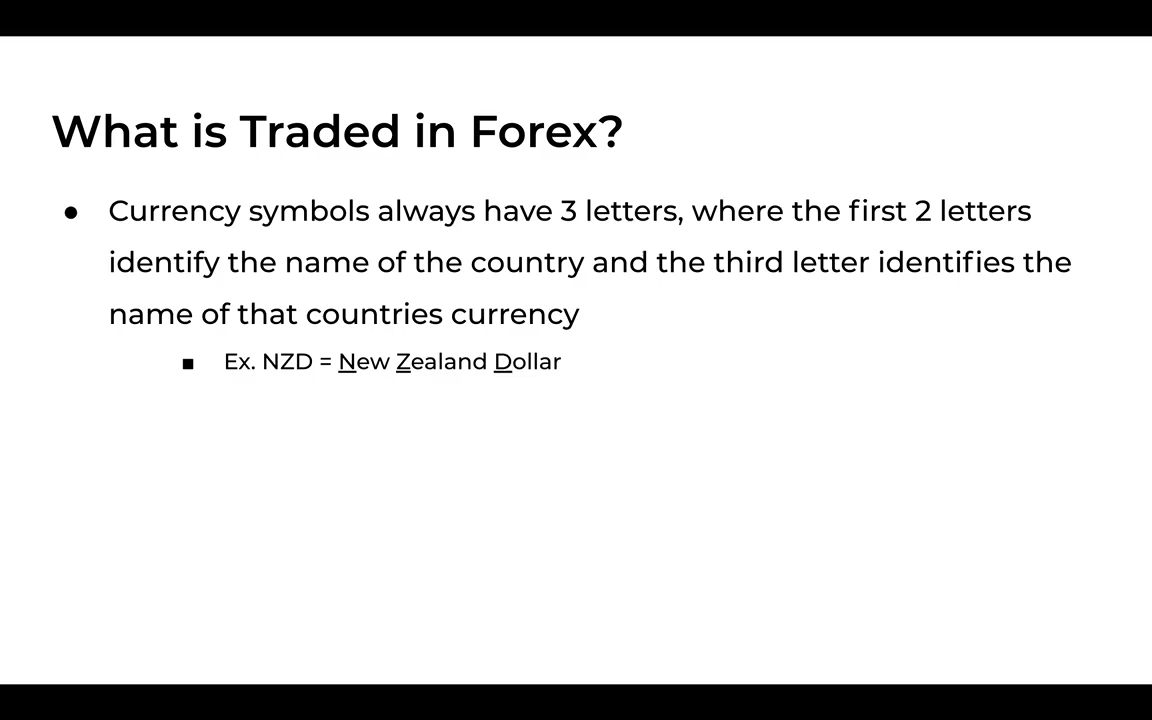 What is Traded in Forex?
● Currency symbols always have 3 letters, where the first 2 letters
identify the name of the country and the third letter identifies the
name of that countries currency
■ Ex. NZD = New Zealand Dollar